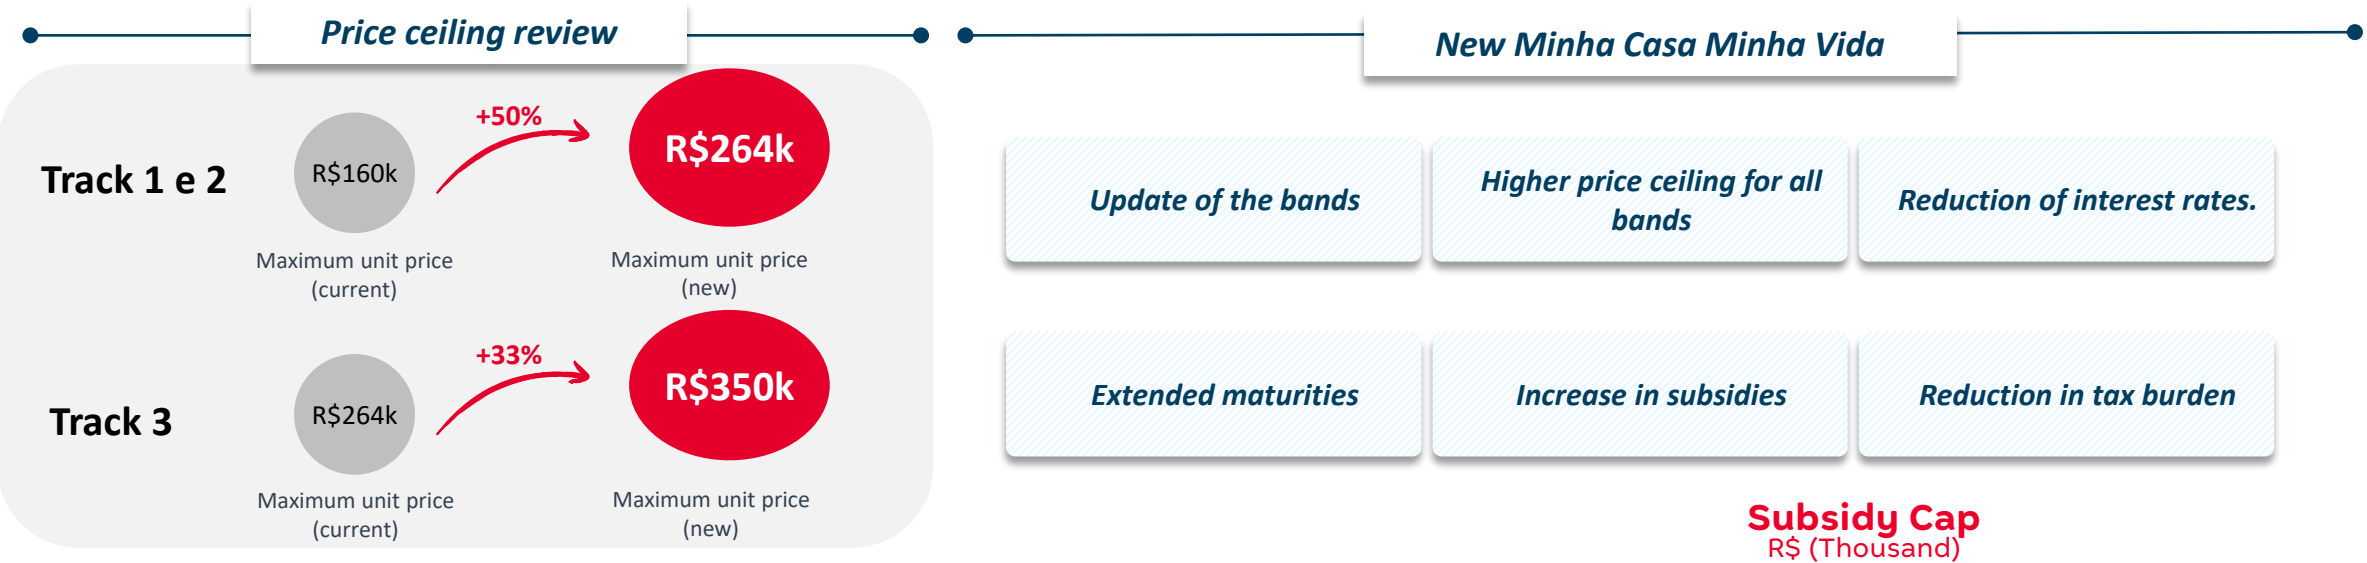 Price ceiling review
Track 1 e 2
R$160k
Maximum unit price
(current)
+50%
R$264k
Maximum unit price
(new)
Track 3
R$264k
Maximum unit price
(current)
+33%
R$350k
Maximum unit price
(new)
New Minha Casa Minha Vida
Update of the bands
Higher price ceiling for all
bands
Reduction of interest rates.
Extended maturities
Increase in subsidies
Reduction in tax burden
Subsidy Cap
R$ (Thousand)